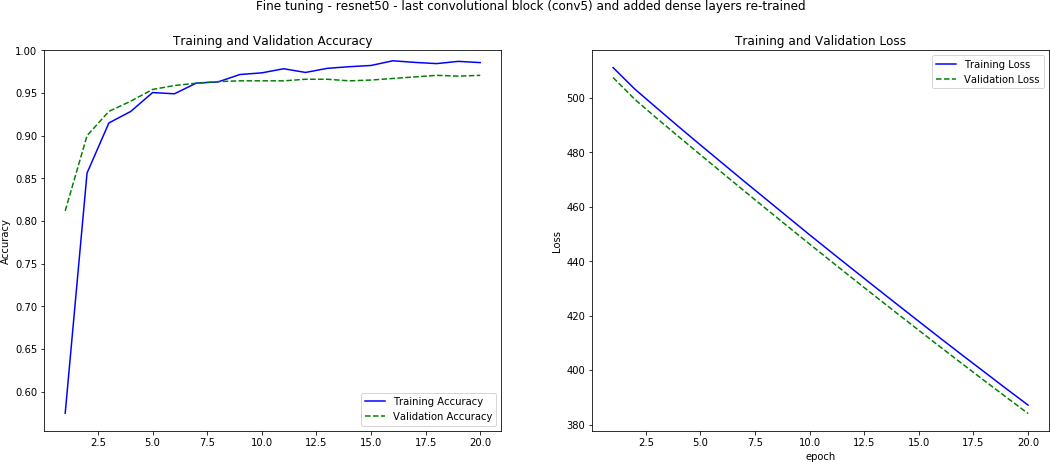 Fine tuning - resnet50 - last convolutional block (conv5) and added dense layers re-trained
Training and Validation Accuracy
1.00
0.95
0.90
0.85
0.80
0.75
0.70
0.65
0.60
Accuracy
Training Accuracy
Validation Accuracy
2.5 5.0 7.5 10.0 12.5 15.0 17.5 20.0
Training and Validation Loss
Training Loss
Validation Loss
500
480
460
440
420
400
380
Loss
2.5 5.0 7.5 10.0 12.5 15.0 17.5 20.0
epoch